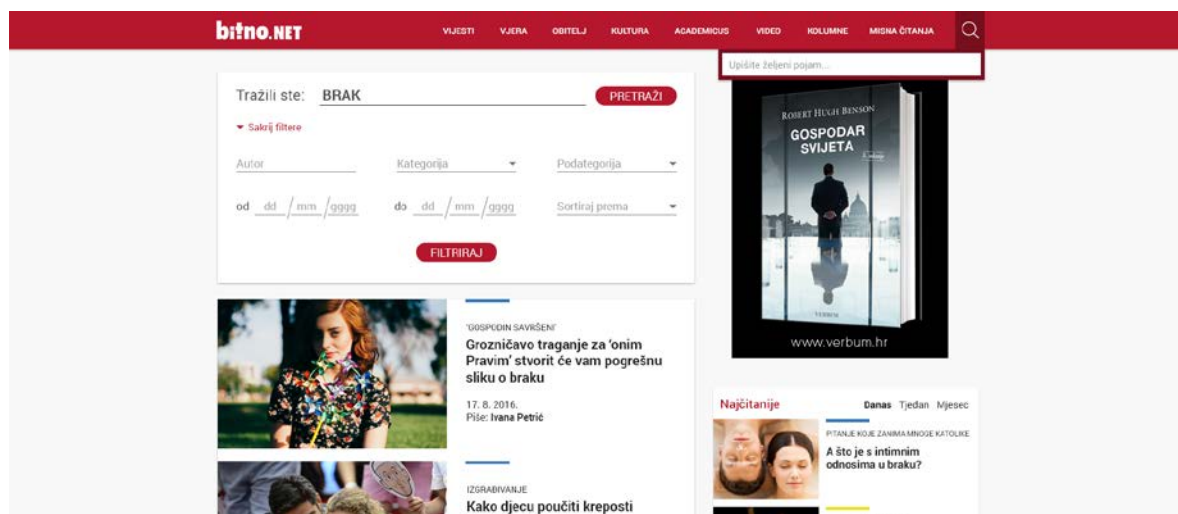 bitno.NET
VIJESTI VJERA OBITELJ KULTURA ACADEMICUS VIDEO KOLUMNE MISNA ČITANJA
Upišite željeni pojam...
Tražili ste: BRAK PRETRAŽI
Sakrij filtere
Autor Kategorija Podategorija
od dd / mm / gggg do dd / mm / gggg Sortiraj prema
FILTRIRAJ
'GOSPODIN SAVRŠENI'
Grozničavo traganje za 'onim
Pravim' stvorit će vam pogrešnu
sliku o braku
17. 8. 2016.
Piše: Ivana Petrić
IZGRAĐIVANJE
Kako djecu poučiti kreposti
ROBERT HUGH BENSON
GOSPODAR
SVIJETA
VERBUM
www.verbum.hr
Najčitanije Danas Tjedan Mjesec
PITANJE KOJE ZANIMA MNOGE KATOLIKE
A što je s intimnim
odnosima u braku?